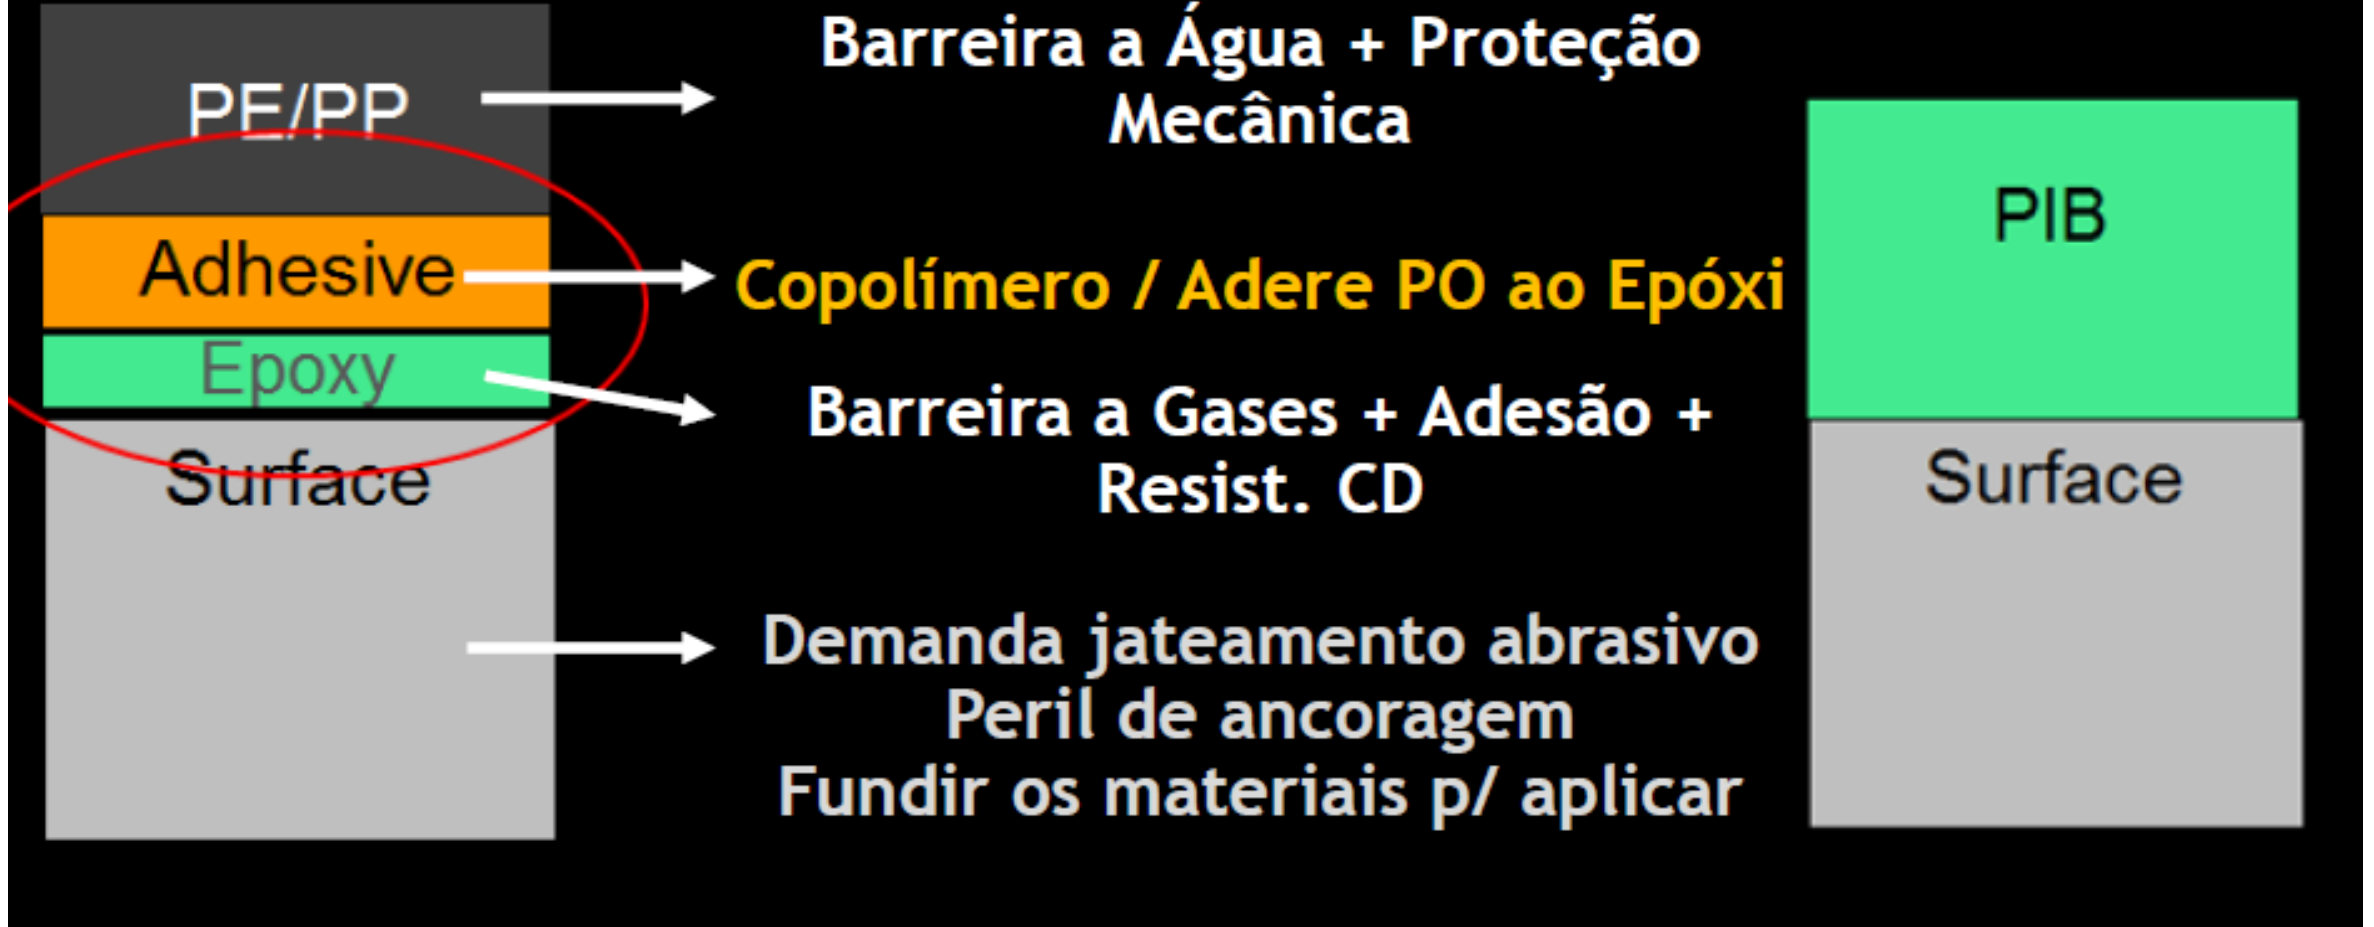 PE/PP
Barreira a Água + Proteção
Mecânica
Adhesive
Copolímero / Adere PO ao Epóxi
Epoxy
Barreira a Gases + Adesão +
Resist. CD
Surface
Demanda jateamento abrasivo
Peril de ancoragem
Fundir os materiais p/ aplicar
PIB
Surface